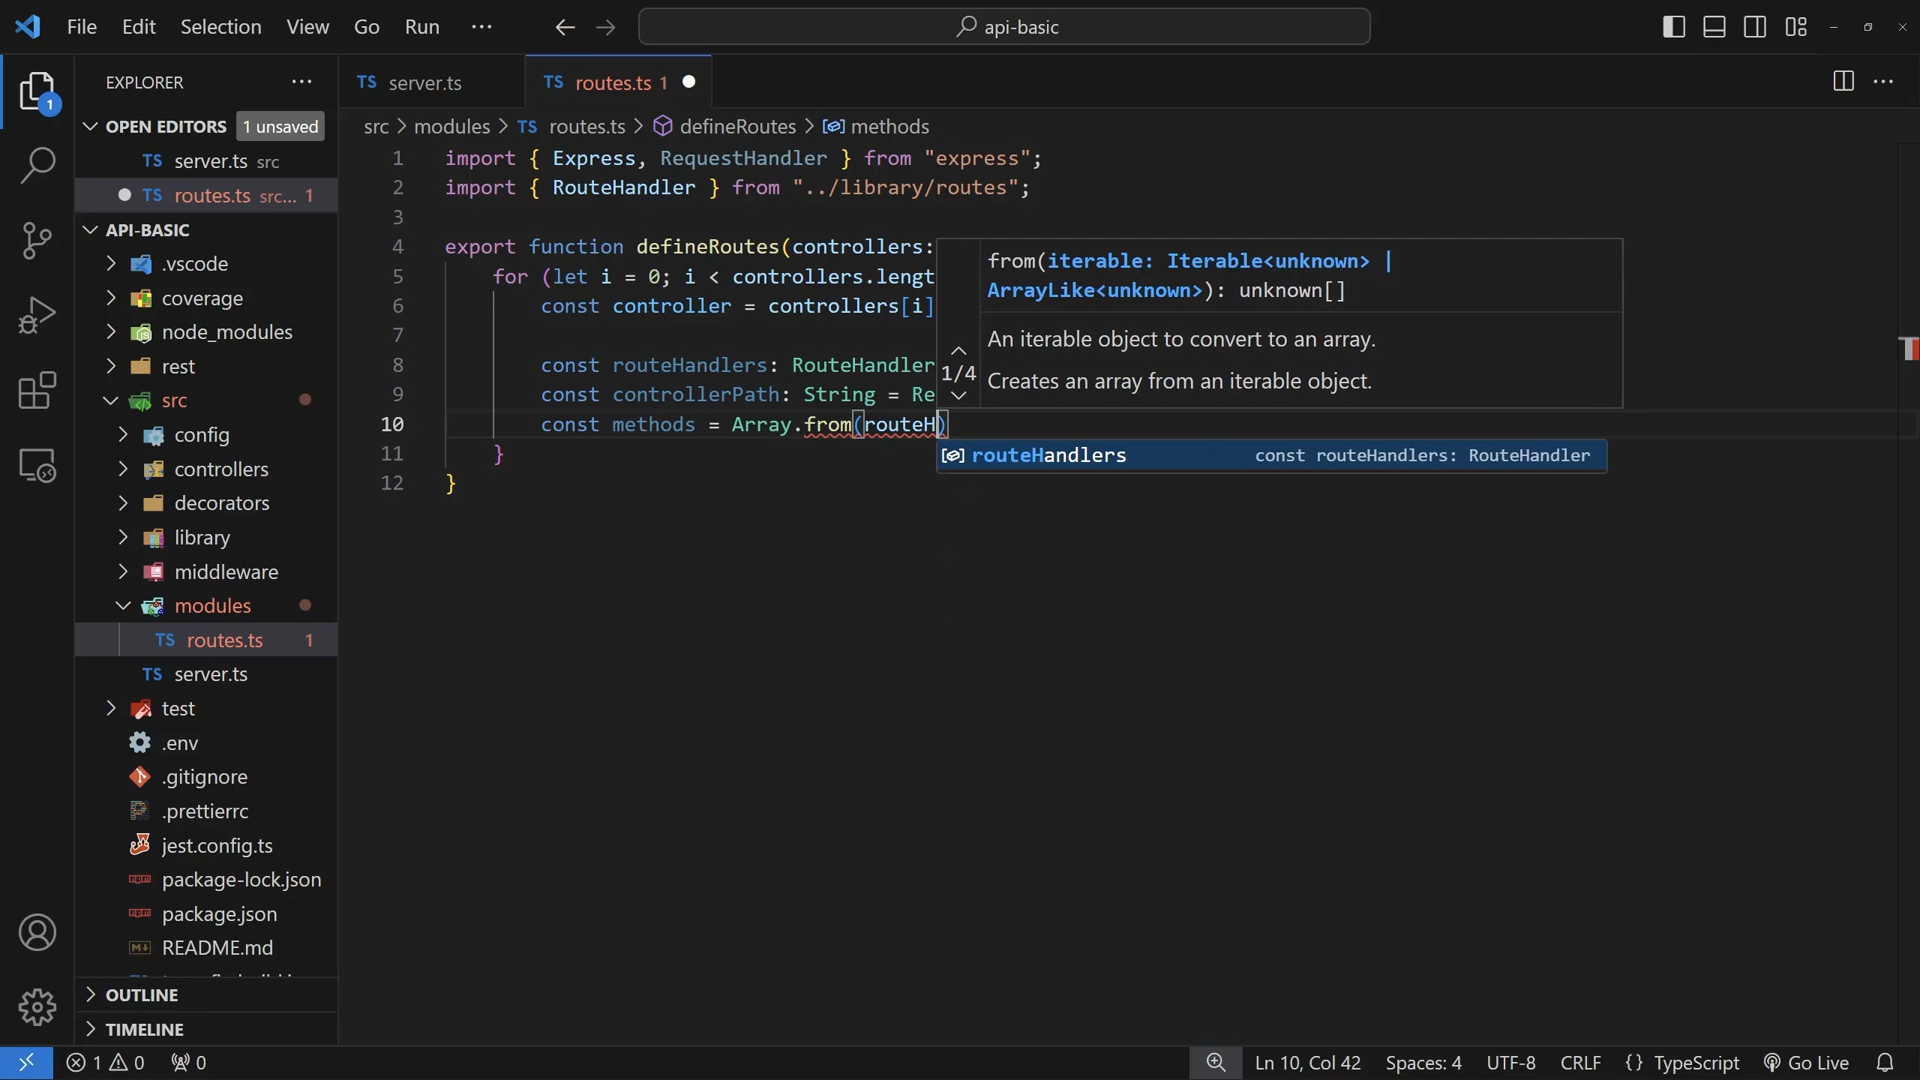 File Edit Selection View Go Run ··· api-basic
EXPLORER ···
OPEN EDITORS 1 unsaved
TS server.ts src
TS routes.ts src... 1
API-BASIC
.vscode
coverage
node_modules
rest
src
config
controllers
decorators
library
middleware
modules
TS routes.ts 1
TS server.ts
test
.env
.gitignore
.prettierrc
jest.config.ts
package-lock.json
package.json
README.md
OUTLINE
TIMELINE
TS server.ts
TS routes.ts 1
src > modules > TS routes.ts > defineRoutes > methods
1 import { Express, RequestHandler } from "express";
2 import { RouteHandler } from "../library/routes";
3
4 export function defineRoutes(controllers:
5 for (let i = 0; i < controllers.lengt
6 const controller = controllers[i]
7
8 const routeHandlers: RouteHandler
9 const controllerPath: String = Re
10 const methods = Array.from(routeH)
11 }
12 }
from(iterable: Iterable<unknown> |
ArrayLike<unknown>): unknown[]
An iterable object to convert to an array.
1/4
Creates an array from an iterable object.
routeHandlers const routeHandlers: RouteHandler
1 0 0 Ln 10, Col 42 Spaces: 4 UTF-8 CRLF {} TypeScript Go Live